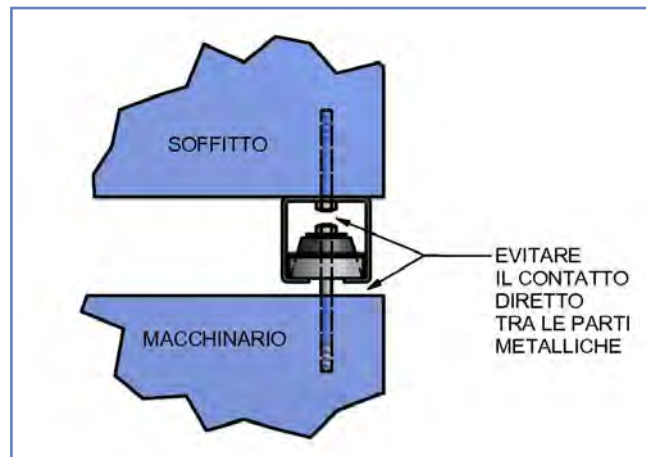 SOFFITTO
EVITARE
IL CONTATTO
DIRETTO
TRA LE PARTI
METALLICHE
MACCHINARIO